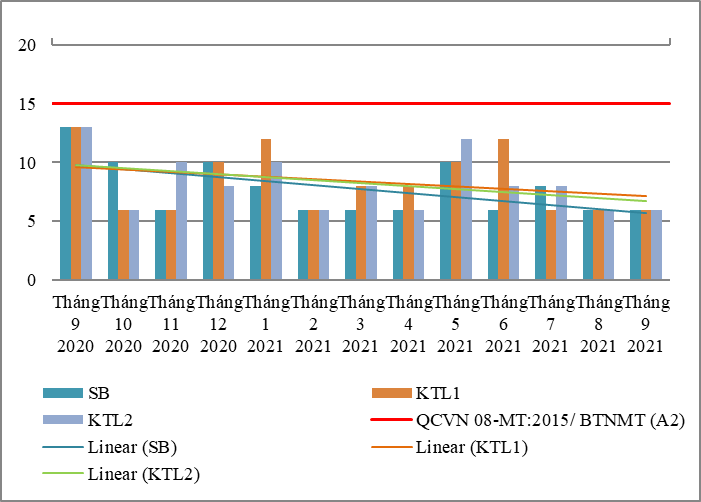 20
15
10
5
0
Tháng Tháng Tháng Tháng Tháng Tháng Tháng Tháng Tháng Tháng Tháng Tháng Tháng
9 10 11 12 1 2 3 4 5 6 7 8 9
2020 2020 2020 2020 2021 2021 2021 2021 2021 2021 2021 2021 2021
SB KTL1
KTL2 QCVN 08-MT:2015/ BTNMT (A2)
Linear (SB) Linear (KTL1)
Linear (KTL2)